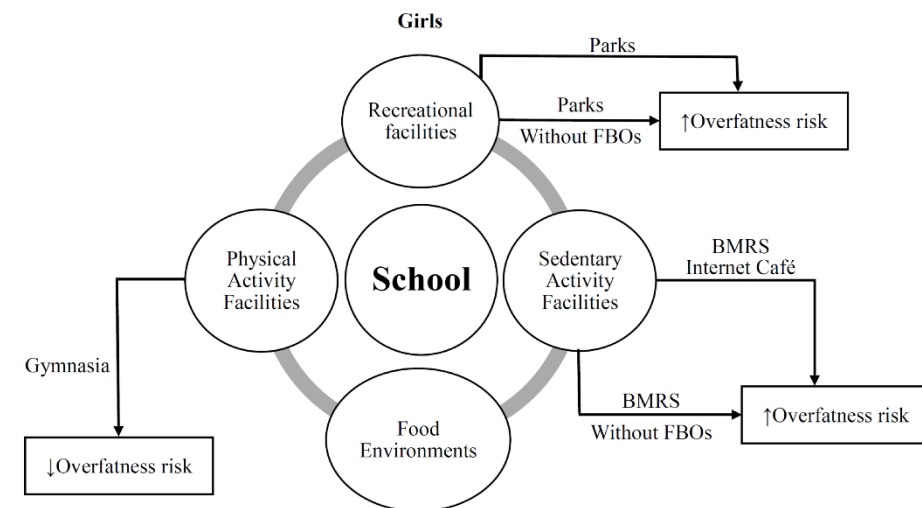 Girls
Parks
Recreational
facilities
Parks
Without FBOs
↑Overfatness risk
Physical
Activity
Facilities
School
Sedentary
Activity
Facilities
BMRS
Internet Café
Gymnasia
BMRS
Without FBOs
↑Overfatness risk
Food
Environments
↓Overfatness risk